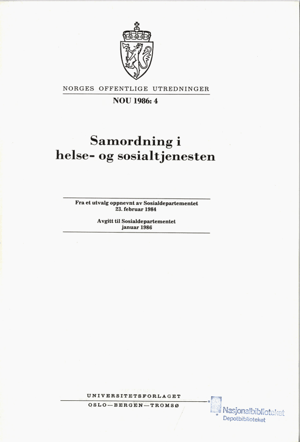 NORGES OFFENTLIGE UTREDNINGER
NOU 1986: 4
Samordning i
helse- og sosialtjenesten
Fra et utvalg oppnevnt av Sosialdepartementet
23. februar 1984
Avgitt til Sosialdepartementet
januar 1986
UNIVERSITETSFORLAGET
OSLO—BERGEN—TROMSØ
Nasjonalbiblioteket
Depotbiblioteket